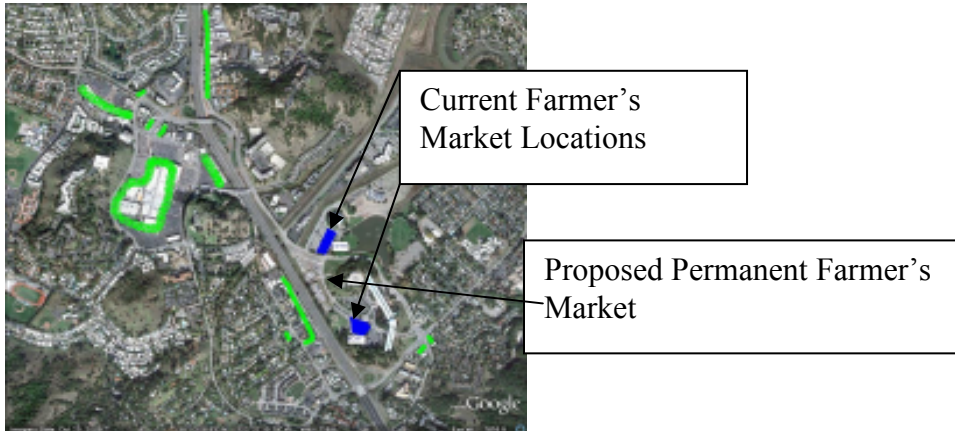 Current Farmer’s
Market Locations
Proposed Permanent Farmer’s
Market
Google